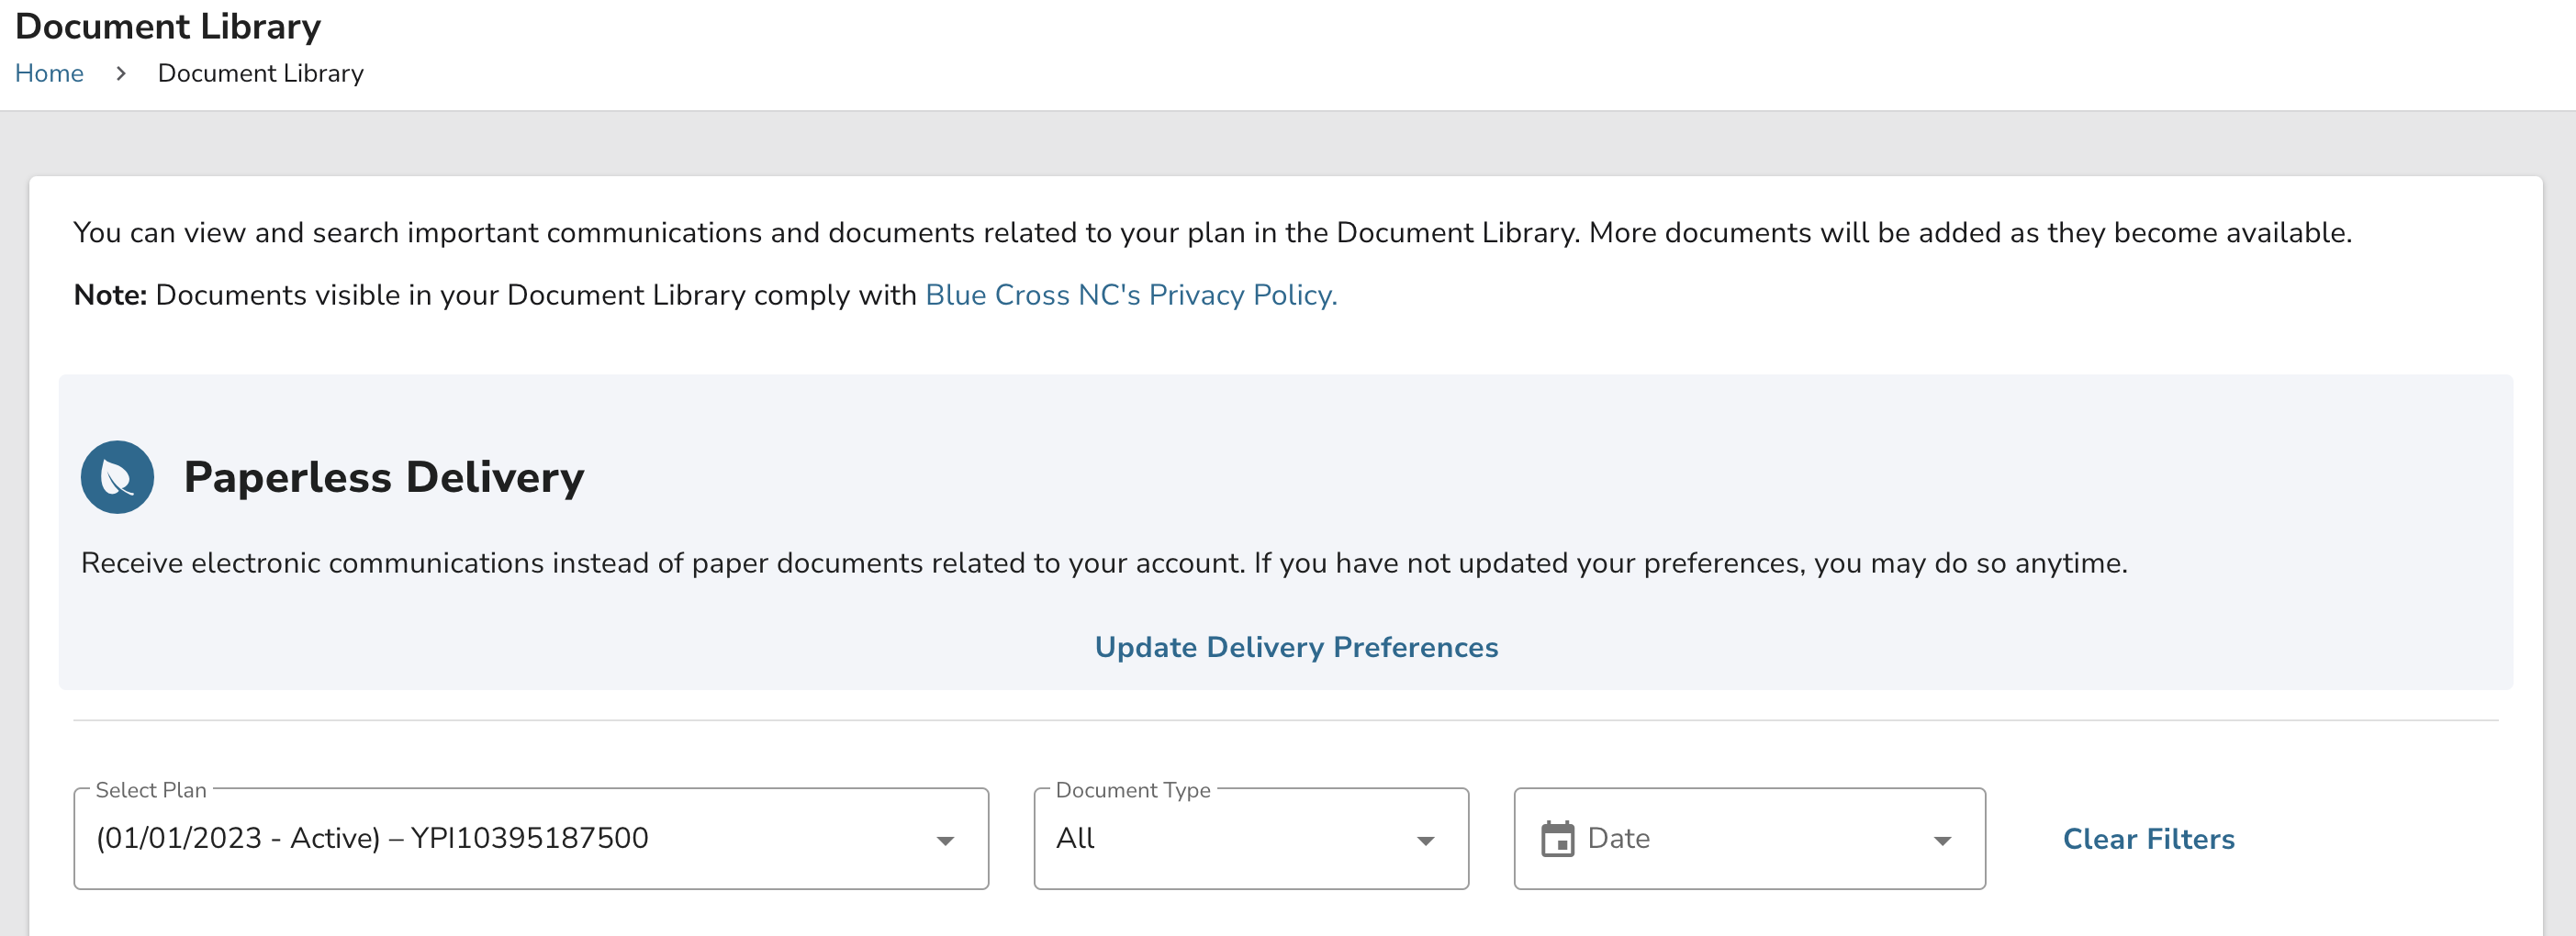 Document Library
Home > Document Library
You can view and search important communications and documents related to your plan in the Document Library. More documents will be added as they become available.
Note: Documents visible in your Document Library comply with Blue Cross NC's Privacy Policy.
Paperless Delivery
Receive electronic communications instead of paper documents related to your account. If you have not updated your preferences, you may do so anytime.
Update Delivery Preferences
Select Plan
(01/01/2023 - Active) – YPI10395187500
Document Type
All
Date
Clear Filters